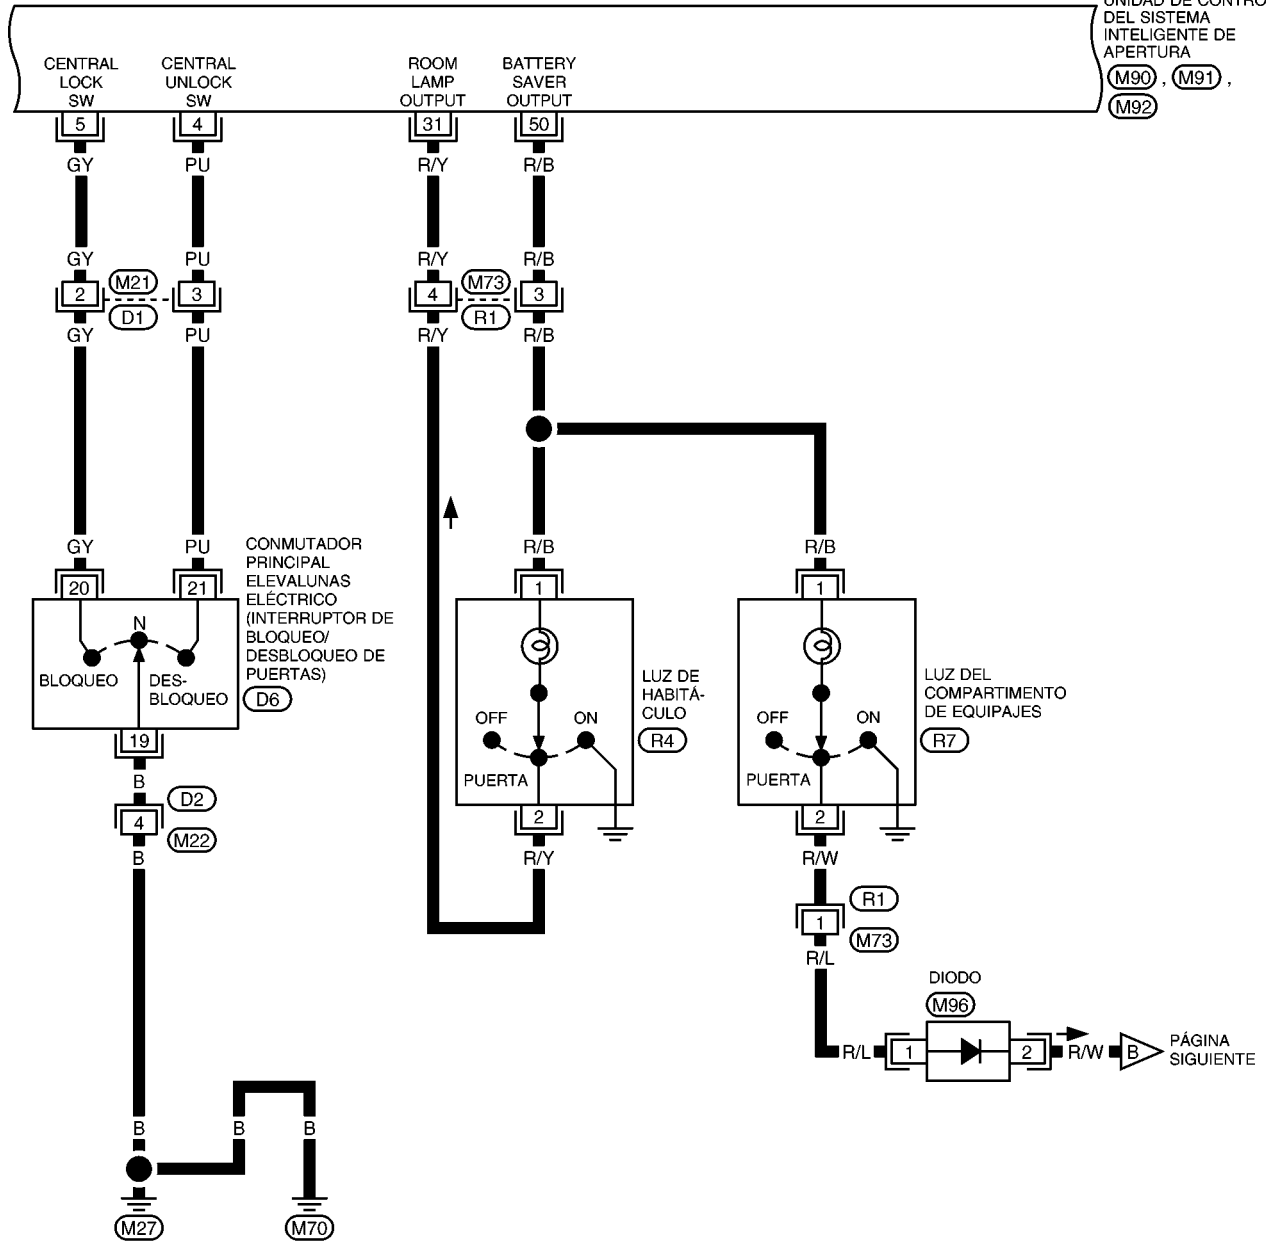 UNIDAD DE CONTRO
DEL SISTEMA
INTELIGENTE DE
APERTURA
M90 , M91 ,
M92
CENTRAL
LOCK
SW
CENTRAL
UNLOCK
SW
ROOM
LAMP
OUTPUT
BATTERY
SAVER
OUTPUT
5
4
31
50
GY
PU
R/Y
R/B
GY
PU
R/Y
R/B
2
M21
D1
3
4
M73
R1
3
GY
PU
R/Y
R/B
GY
PU
R/B
R/B
20
21
1
1
CONMUTADOR
PRINCIPAL
ELEVALUNAS
ELÉCTRICO
(INTERRUPTOR DE
BLOQUEO/
DESBLOQUEO DE
PUERTAS)
D6
N
BLOQUEO
DES-
BLOQUEO
19
B
D2
4
M22
B
OFF
ON
PUERTA
LUZ DE
HABITÁ-
CULO
R4
2
R/Y
OFF
ON
PUERTA
LUZ DEL
COMPARTIMENTO
DE EQUIPAJES
R7
2
R/W
R1
1
M73
R/L
DIODO
M96
R/L
1
2
R/W
B
PÁGINA
SIGUIENTE
B
B
B
M27
M70